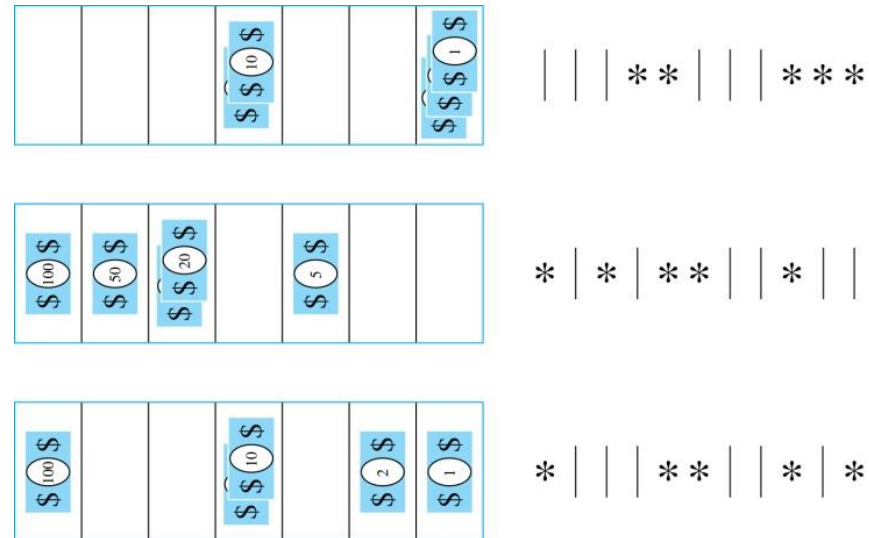 $ 10 $
$
$ 1 $
$
$
| | | * * | | | * * *
$ 100 $
$ 50 $
$ 20 $
$
$ 5 $
* | * | * * | | * | |
$ 100 $
$ 10 $
$
$ 2 $
$ 1 $
* | | | * * | | * | *